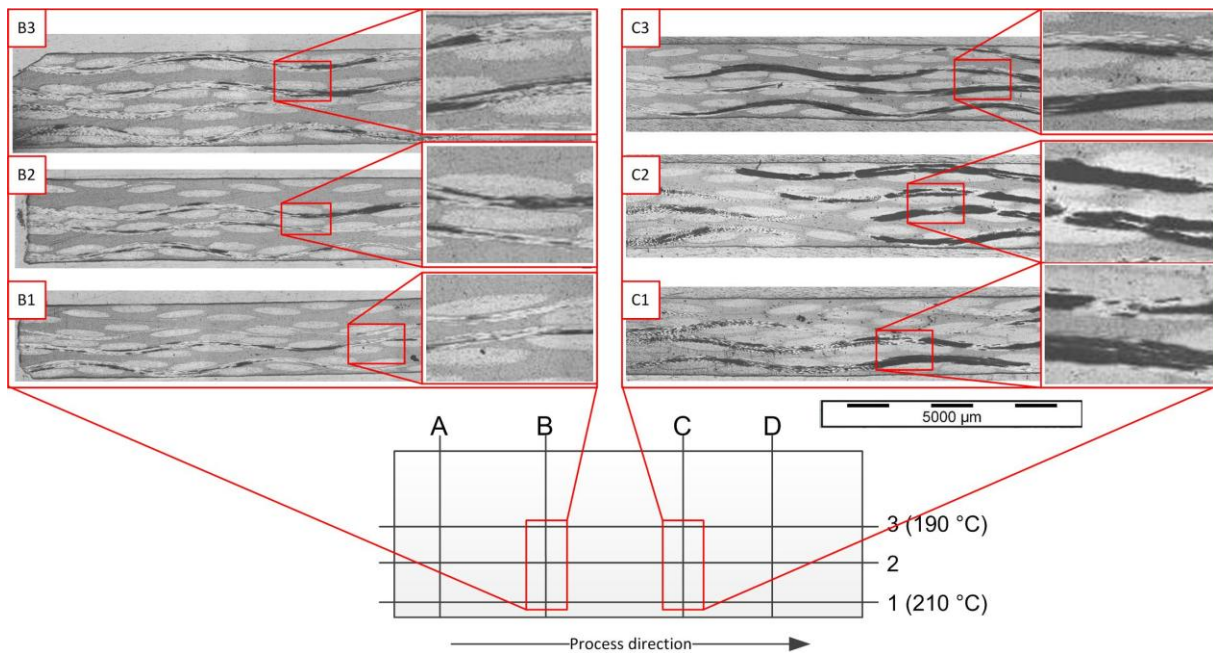 B3
C3
B2
C2
B1
C1
5000 µm
A B C D
3 (190 °C)
2
1 (210 °C)
Process direction